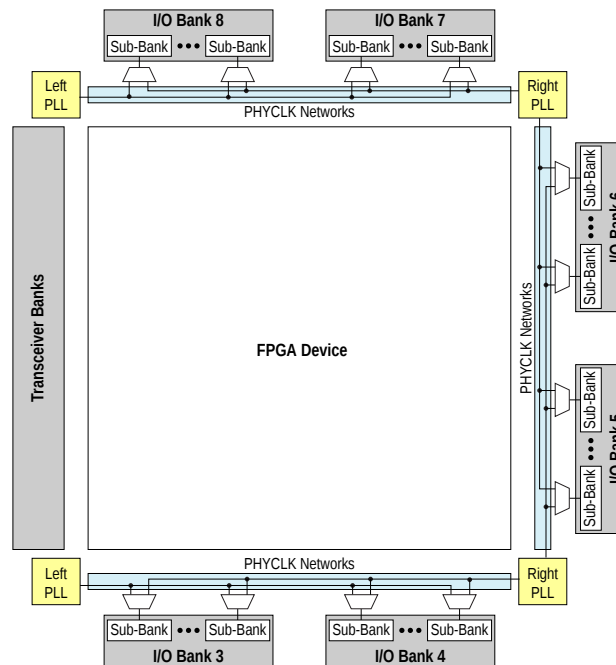 I/O Bank 8
I/O Bank 7
Sub-Bank ••• Sub-Bank
Sub-Bank ••• Sub-Bank
Left
PLL
Right
PLL
PHYCLK Networks
Transceiver Banks
FPGA Device
PHYCLK Networks
Sub-Bank ••• Sub-Bank
I/O Bank 6
Sub-Bank ••• Sub-Bank
I/O Bank 5
PHYCLK Networks
Left
PLL
Right
PLL
Sub-Bank ••• Sub-Bank
Sub-Bank ••• Sub-Bank
I/O Bank 3
I/O Bank 4